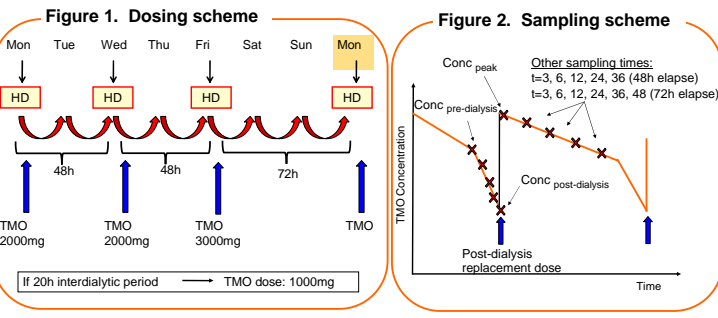 Figure 1. Dosing scheme
Mon Tue Wed Thu Fri Sat Sun Mon
HD HD HD HD
48h 48h 72h
TMO TMO TMO TMO
2000mg 2000mg 3000mg
If 20h interdialytic period TMO dose: 1000mg
Figure 2. Sampling scheme
Other sampling times:
t=3, 6, 12, 24, 36 (48h elapse)
t=3, 6, 12, 24, 36, 48 (72h elapse)
Conc peak
Conc pre-dialysis
Conc post-dialysis
TMO Concentration
Post-dialysis
replacement dose
Time